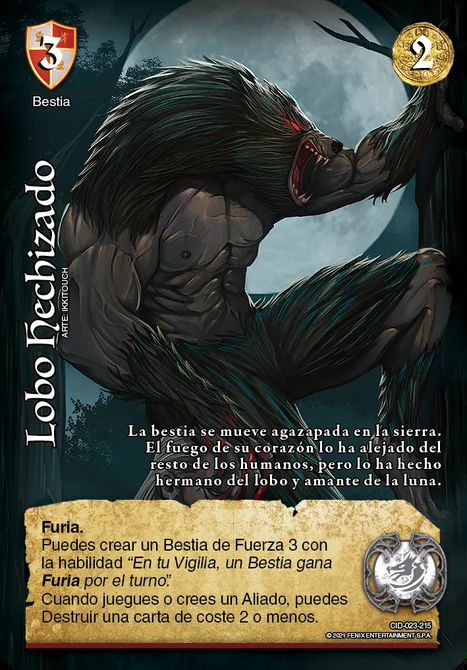 3
2
Bestia
Lobo Hechizado
ARTE: IKKITOUCH
La bestia se mueve agazapada en la sierra.
El fuego de su corazón lo ha alejado del
resto de los humanos, pero lo ha hecho
hermano del lobo y amante de la luna.
Furia.
Puedes crear un Bestia de Fuerza 3 con
la habilidad “En tu Vigilia, un Bestia gana
Furia por el turno”.
Cuando juegues o crees un Aliado, puedes
Destruir una carta de coste 2 o menos.
CID-023-215
© 2021 FENIX ENTERTAINMENT S.P.A.